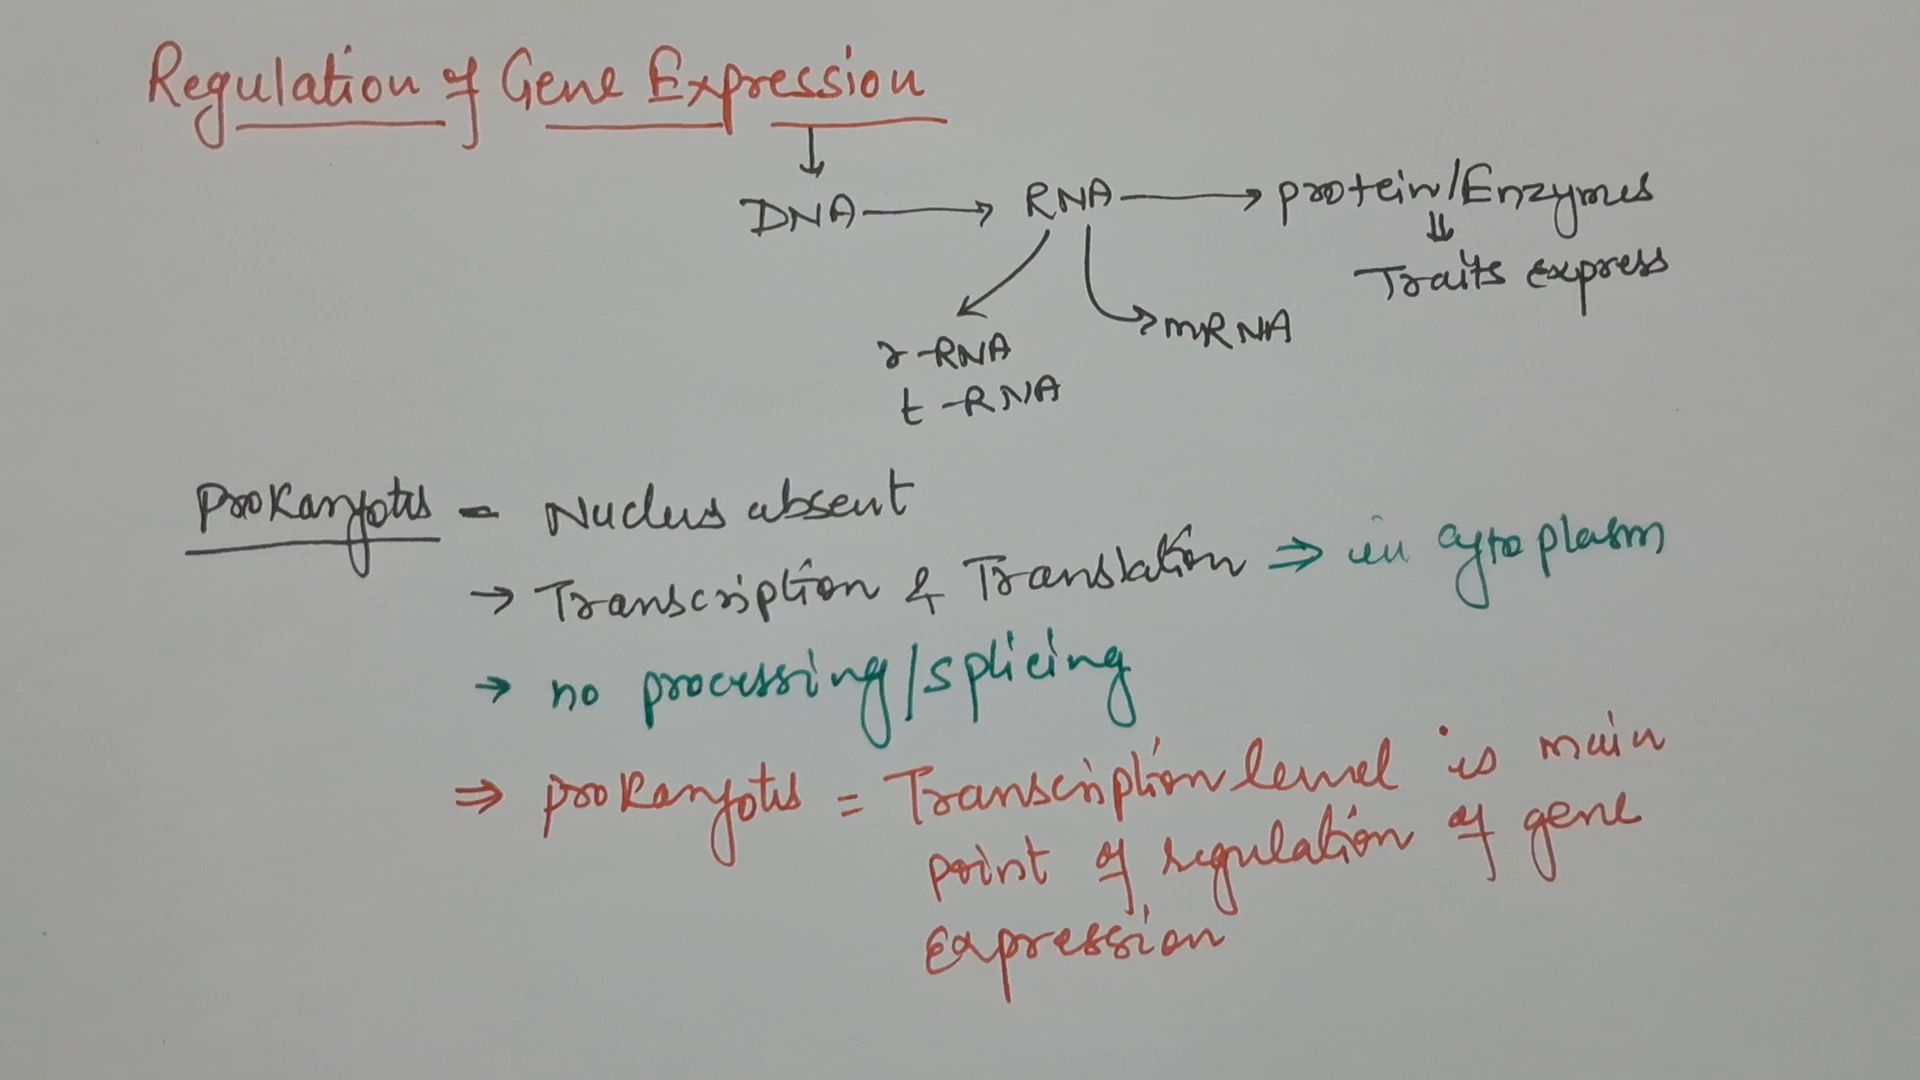 Regulation of Gene Expression
↓
DNA → RNA → protein/Enzymes
⇓
Traits express
mRNA
r-RNA
t-RNA
Prokaryotes - Nucleus absent
→ Transcription & Translation ⇒ in cytoplasm
→ no processing/splicing
⇒ prokaryotes = Transcription level is main
point of regulation of gene
expression